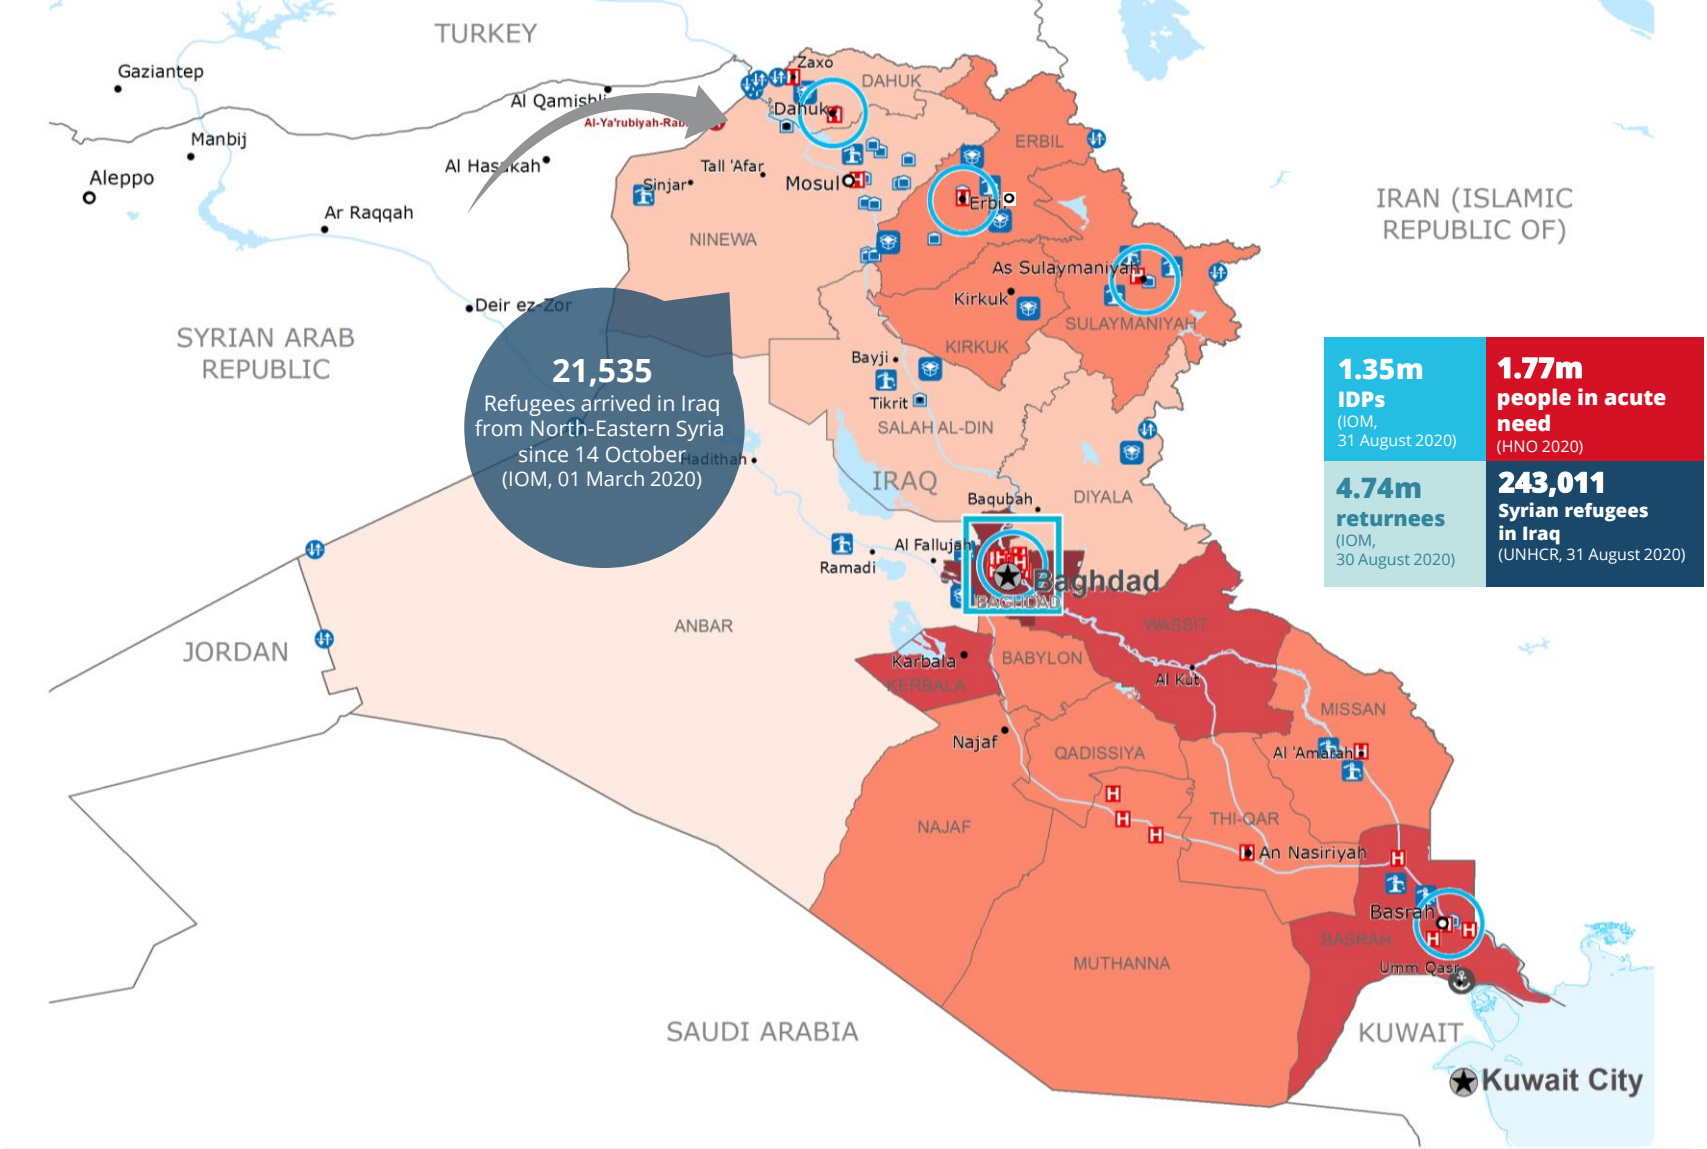 TURKEY
Gaziantep
Zaxo
DAHUK
Al Qamishli
Dahuk
Al-Ya'rubiyah-Rab
Manbij
ERBIL
Al Hasakah
Tall 'Afar
Aleppo
Sinjar
Mosul
IRAN (ISLAMIC
REPUBLIC OF)
Erbil
Ar Raqqah
NINEWA
As Sulaymaniyah
Kirkuk
Deir ez-Zor
SULAYMANIYAH
SYRIAN ARAB
REPUBLIC
KIRKUK
Bayji
21,535
Refugees arrived in Iraq
from North-Eastern Syria
since 14 October
(IOM, 01 March 2020)
1.35m
IDPs
(IOM,
31 August 2020)
1.77m
people in acute
need
(HNO 2020)
4.74m
returnees
(IOM,
30 August 2020)
243,011
Syrian refugees
in Iraq
(UNHCR, 31 August 2020)
Tikrit
SALAH AL-DIN
Hadithah
IRAQ
Baqubah
DIYALA
Al Fallujah
Ramadi
Baghdad
BAGHDAD
ANBAR
WASSIT
JORDAN
Karbala
BABYLON
KERBALA
Al Kut
MISSAN
Najaf
QADISSIYA
Al 'Amarah
H
H
H
H
H
H
H
NAJAF
THI-QAR
An Nasiriyah
Basrah
BASRAH
MUTHANNA
Umm Qasr
SAUDI ARABIA
KUWAIT
Kuwait City